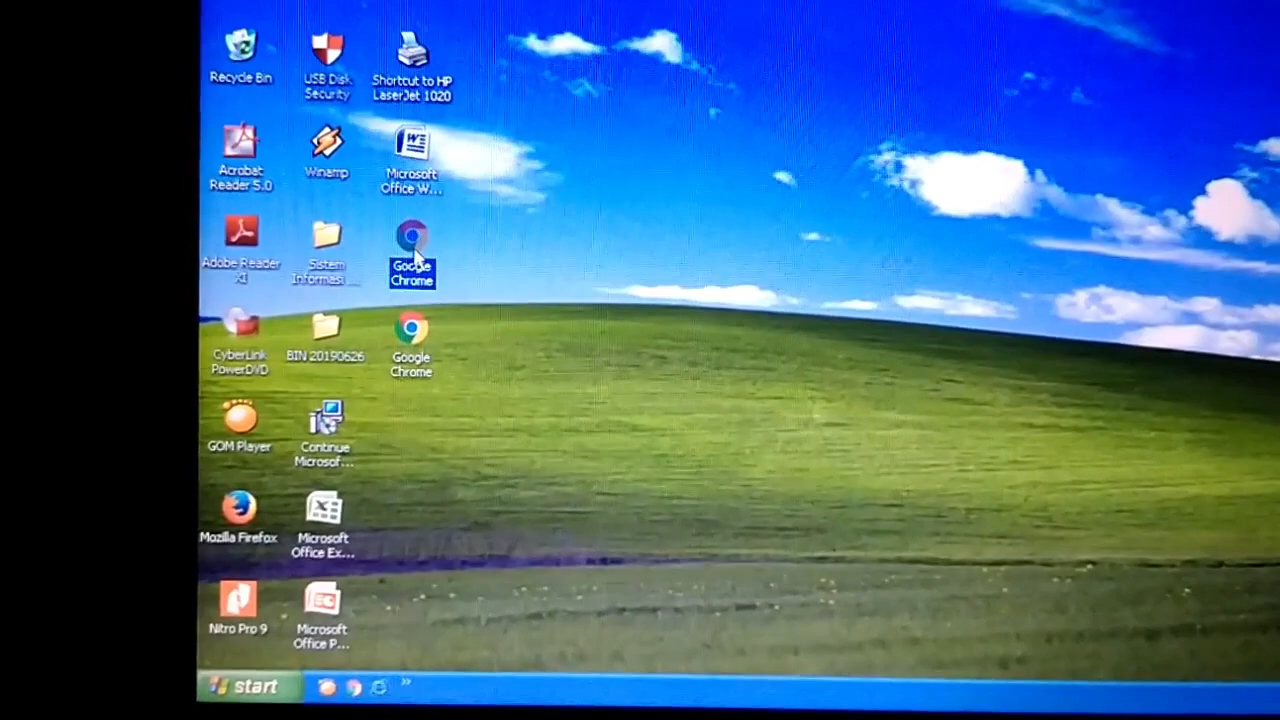 Recycle Bin
USB Disk
Security
Shortcut to HP
LaserJet 1020
Acrobat
Reader 5.0
Winamp
Microsoft
Office W...
Adobe Reader
XI
Sistem
Informasi ...
Google
Chrome
CyberLink
PowerDVD
BIN 20190626
Google
Chrome
GOM Player
Continue
Microsof...
Mozilla Firefox
Microsoft
Office Ex...
Nitro Pro 9
Microsoft
Office P...
start